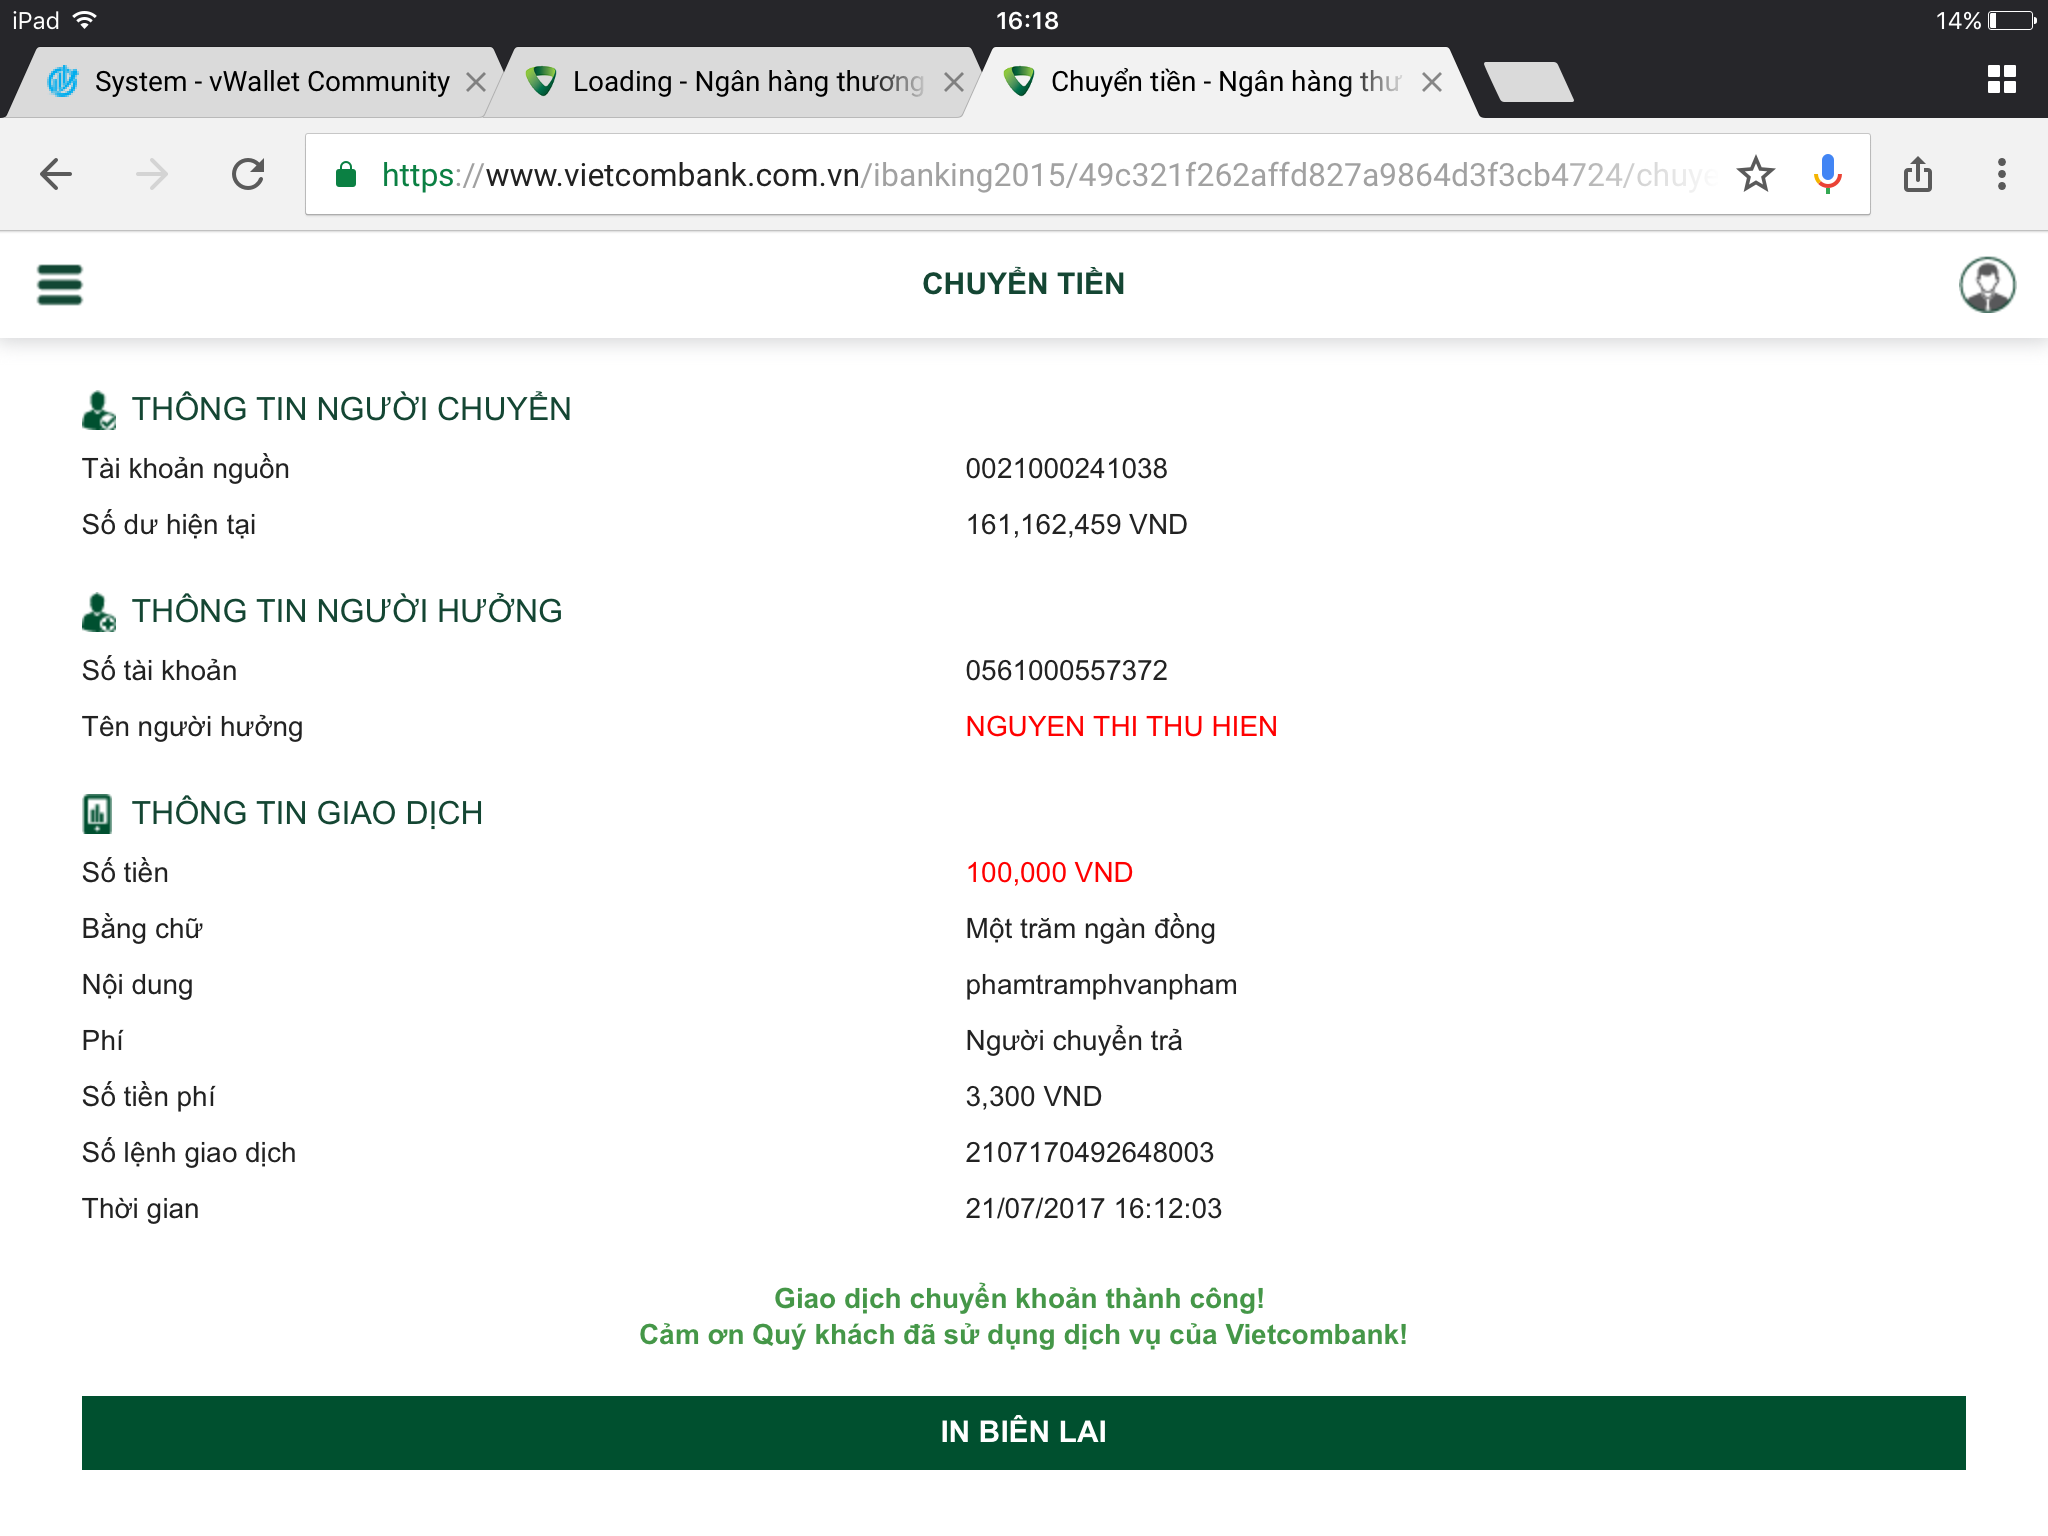 iPad 16:18 14%
System - vWallet Community Loading - Ngân hàng thương Chuyển tiền - Ngân hàng thư
https://www.vietcombank.com.vn/ibanking2015/49c321f262affd827a9864d3f3cb4724/chuye
CHUYỂN TIỀN
THÔNG TIN NGƯỜI CHUYỂN
Tài khoản nguồn 0021000241038
Số dư hiện tại 161,162,459 VND
THÔNG TIN NGƯỜI HƯỞNG
Số tài khoản 0561000557372
Tên người hưởng NGUYEN THI THU HIEN
THÔNG TIN GIAO DỊCH
Số tiền 100,000 VND
Bằng chữ Một trăm ngàn đồng
Nội dung phamtramphvanpham
Phí Người chuyển trả
Số tiền phí 3,300 VND
Số lệnh giao dịch 2107170492648003
Thời gian 21/07/2017 16:12:03
Giao dịch chuyển khoản thành công!
Cảm ơn Quý khách đã sử dụng dịch vụ của Vietcombank!
IN BIÊN LAI